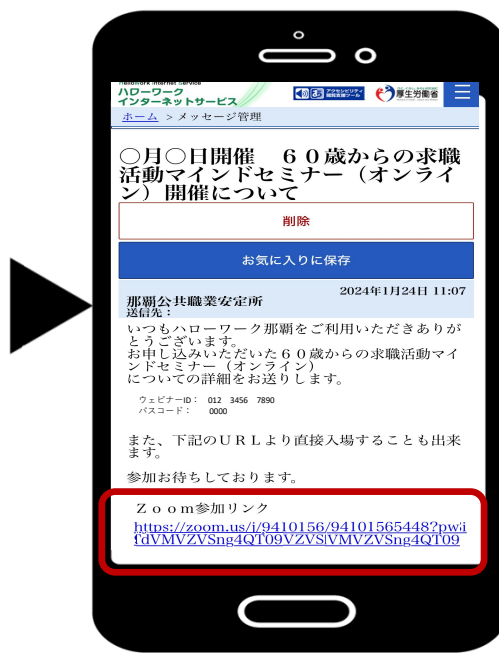 HelloWork Internet Service
ハローワーク
インターネットサービス
アクセシビリティ
閲覧支援ツール
厚生労働省
ホーム > メッセージ管理
〇月〇日開催 60歳からの求職
活動マインドセミナー(オンライ
ン)開催について
削除
お気に入りに保存
2024年1月24日 11:07
那覇公共職業安定所
送信先:
いつもハローワーク那覇をご利用いただきありが
とうございます。
お申し込みいただいた60歳からの求職活動マイ
ンドセミナー(オンライン)
についての詳細をお送りします。
ウェビナーID: 012 3456 7890
パスコード: 0000
また、下記のURLより直接入場することも出来
ます。
参加お待ちしております。
Zoom参加リンク
https://zoom.us/j/9410156/94101565448?pwi